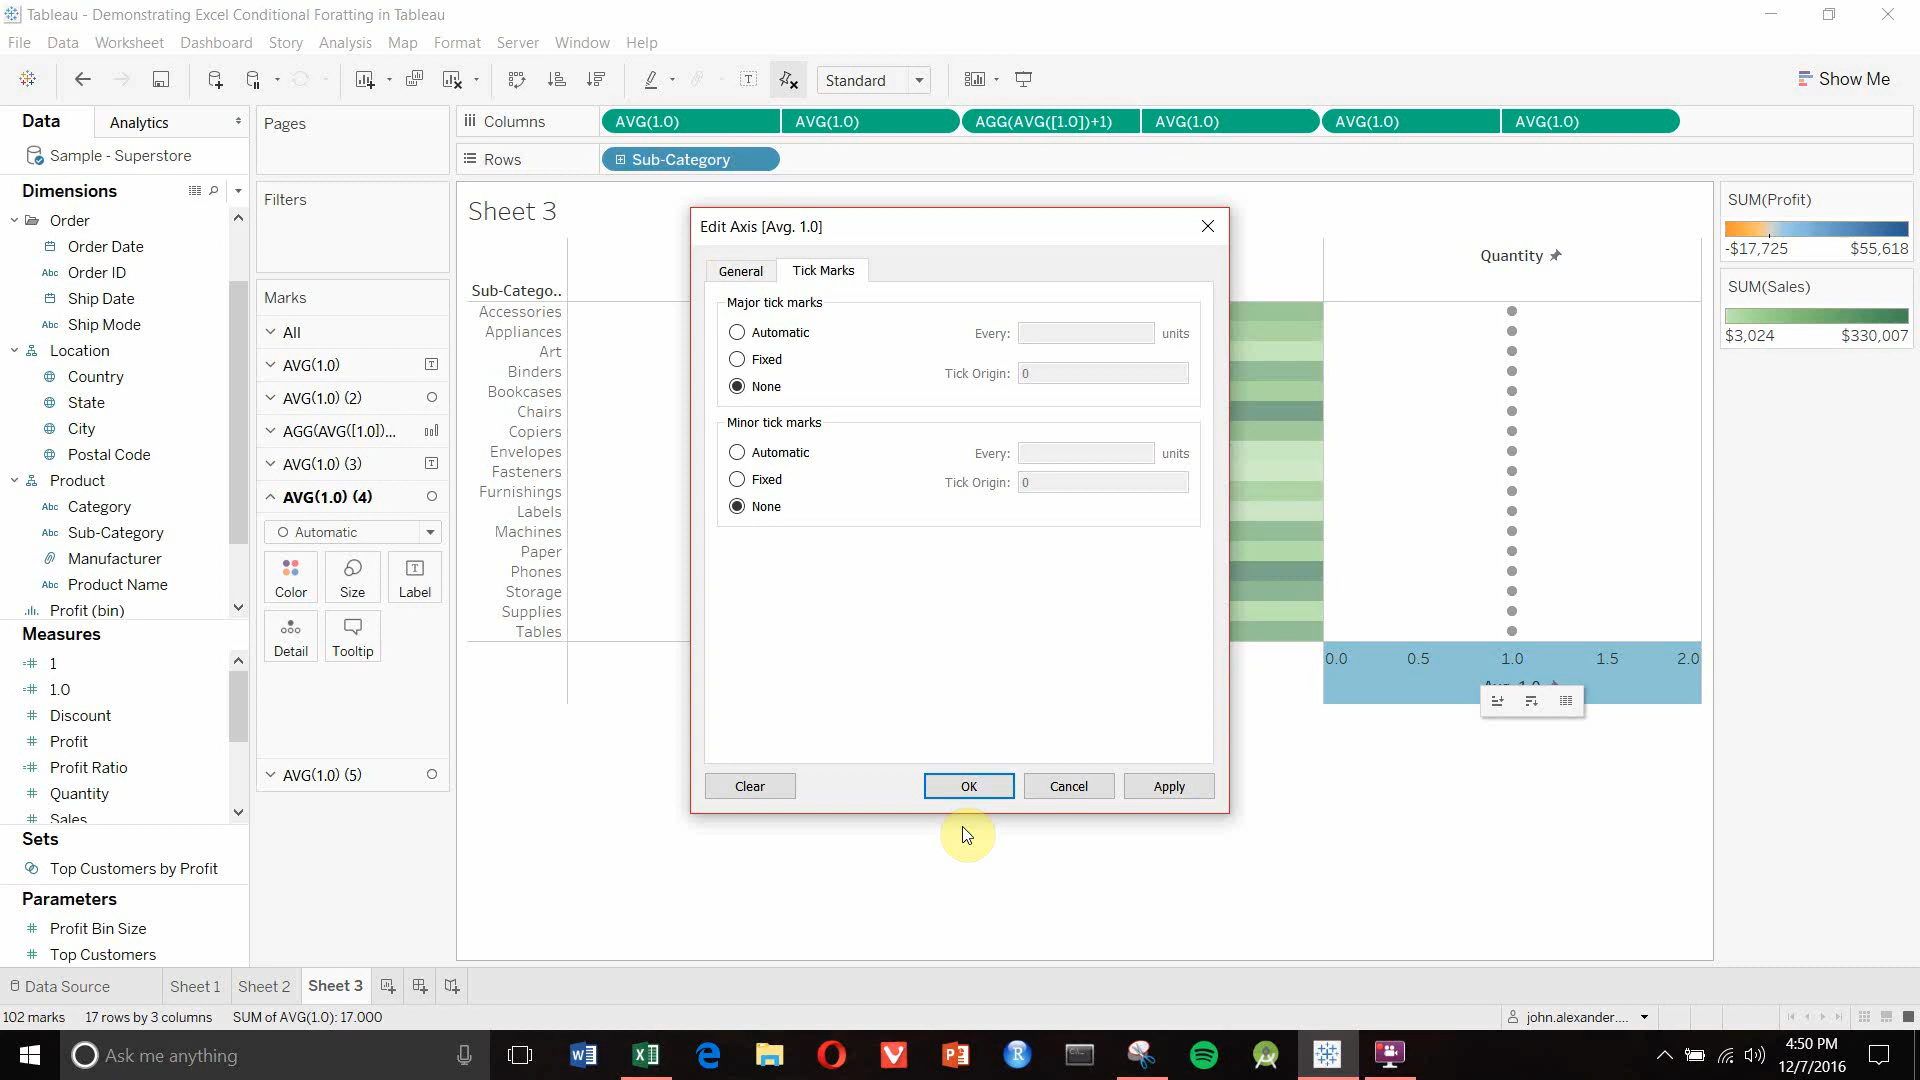 Tableau - Demonstrating Excel Conditional Foratting in Tableau
File Data Worksheet Dashboard Story Analysis Map Format Server Window Help
Standard
Show Me
Data
Analytics
Sample - Superstore
Dimensions
Order
Order Date
Abc Order ID
Ship Date
Abc Ship Mode
Location
Country
State
City
Postal Code
Product
Abc Category
Abc Sub-Category
Manufacturer
Abc Product Name
Profit (bin)
Measures
1
1.0
Discount
Profit
Profit Ratio
Quantity
Sales
Sets
Top Customers by Profit
Parameters
Profit Bin Size
Top Customers
Pages
Filters
Marks
All
AVG(1.0)
AVG(1.0) (2)
AGG(AVG([1.0])...
AVG(1.0) (3)
AVG(1.0) (4)
Automatic
Color
Size
Label
Detail
Tooltip
AVG(1.0) (5)
Columns
AVG(1.0)
AVG(1.0)
AGG(AVG([1.0])+1)
AVG(1.0)
AVG(1.0)
AVG(1.0)
Rows
Sub-Category
Sheet 3
Sub-Catego..
Accessories
Appliances
Art
Binders
Bookcases
Chairs
Copiers
Envelopes
Fasteners
Furnishings
Labels
Machines
Paper
Phones
Storage
Supplies
Tables
Edit Axis [Avg. 1.0]
General
Tick Marks
Major tick marks
Automatic
Every:
units
Fixed
Tick Origin: 0
None
Minor tick marks
Automatic
Every:
units
Fixed
Tick Origin: 0
None
Clear
OK
Cancel
Apply
Quantity
0.0 0.5 1.0 1.5 2.0
Avg. 1.0
SUM(Profit)
-$17,725 $55,618
SUM(Sales)
$3,024 $330,007
Data Source
Sheet 1
Sheet 2
Sheet 3
102 marks
17 rows by 3 columns
SUM of AVG(1.0): 17.000
john.alexander....
Ask me anything
4:50 PM
12/7/2016